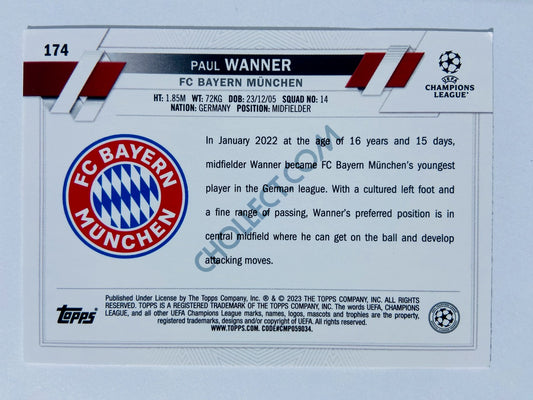 174
PAUL WANNER
FC BAYERN MÜNCHEN
UEFA
CHAMPIONS
LEAGUE
HT: 1.85M WT: 72KG DOB: 23/12/05 SQUAD NO: 14
NATION: GERMANY POSITION: MIDFIELDER
In January 2022 at the age of 16 years and 15 days,
midfielder Wanner became FC Bayern München's youngest
player in the German league. With a cultured left foot and
a fine range of passing, Wanner's preferred position is in
central midfield where he can get on the ball and develop
attacking moves.
FC BAYERN
MÜNCHEN
CHOLLECT.COM
Topps
Published Under License by The Topps Company, Inc. ® & © 2023 THE TOPPS COMPANY, INC. ALL RIGHTS
RESERVED. TOPPS IS A REGISTERED TRADEMARK OF THE TOPPS COMPANY, INC. The words UEFA, CHAMPIONS
LEAGUE, and all other UEFA Champions League marks, names, logos, mascots and trophies are the property,
registered trademarks, designs and/or copyright of UEFA. All rights reserved.
WWW.TOPPS.COM. CODE#CMP059034.